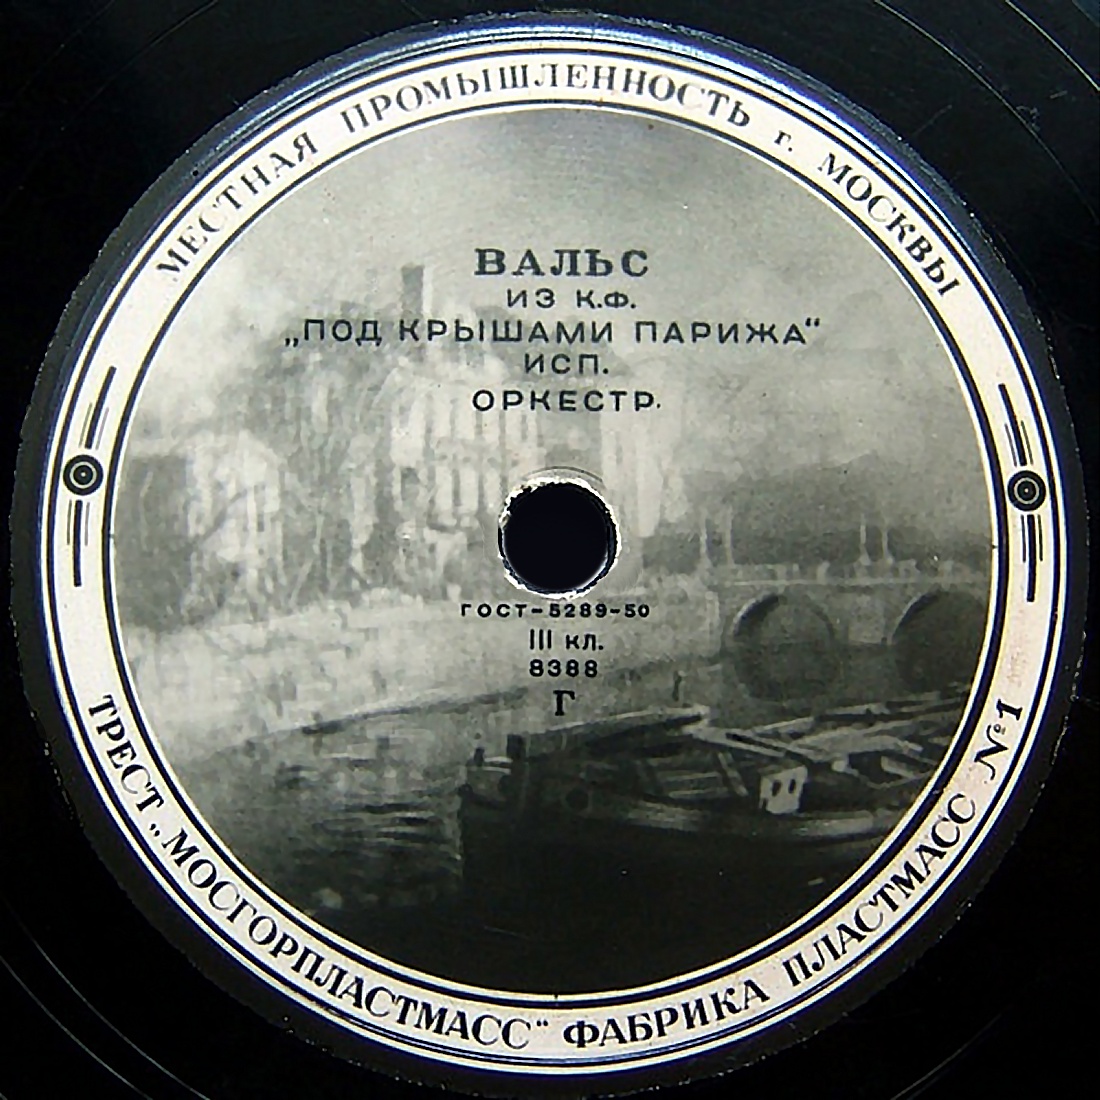 МЕСТНАЯ ПРОМЫШЛЕННОСТЬ г. МОСКВЫ
ВАЛЬС
ИЗ К.Ф.
„ПОД КРЫШАМИ ПАРИЖА“
ИСП.
ОРКЕСТР.
ГОСТ-5289-50
III КЛ.
8388
Г
ТРЕСТ „МОСГОРПЛАСТМАСС“ ФАБРИКА ПЛАСТМАСС №1